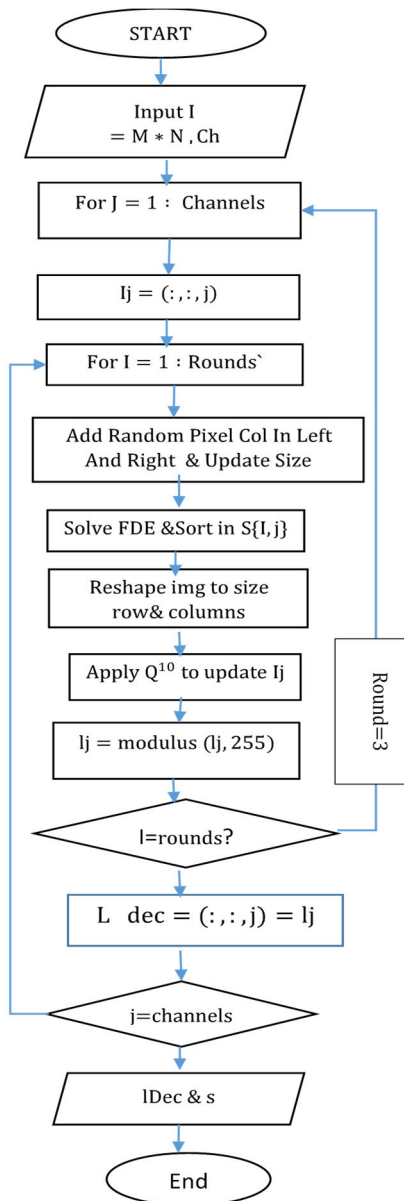 START
Input I
= M * N , Ch
For J = 1 : Channels
Ij = (:,:,j)
For I = 1 : Rounds`
Add Random Pixel Col In Left
And Right & Update Size
Solve FDE &Sort in S{I,j}
Reshape img to size
row& columns
Apply Q¹⁰ to update Ij
lj = modulus (lj, 255)
Round=3
I=rounds?
L dec = (:,:,j) = lj
j=channels
lDec & s
End